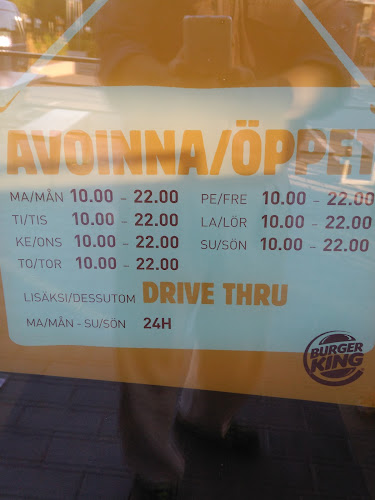 AVOINNA/ÖPPET
MA/MÅN 10.00 - 22.00 PE/FRE 10.00 - 22.00
TI/TIS 10.00 - 22.00 LA/LÖR 10.00 - 22.00
KE/ONS 10.00 - 22.00 SU/SÖN 10.00 - 22.00
TO/TOR 10.00 - 22.00
LISÄKSI/DESSUTOM DRIVE THRU
MA/MÅN - SU/SÖN 24H
BURGER
KING